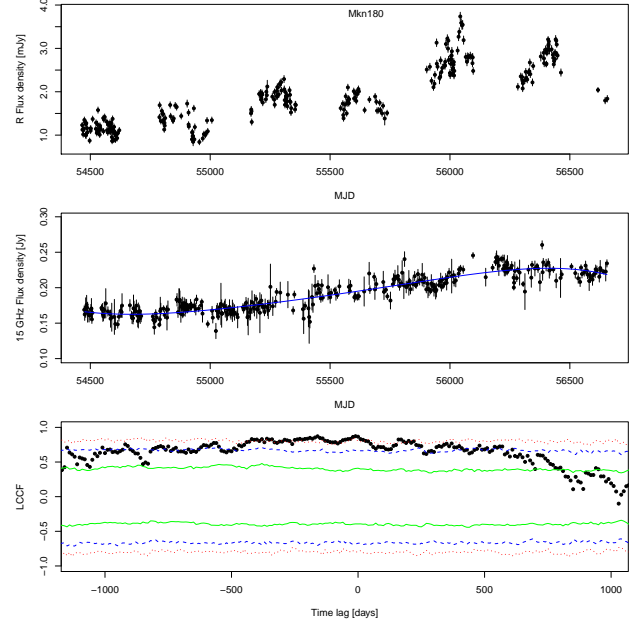 Mkn180
R Flux density [mJy]
4.0
3.0
2.0
1.0
54500 55000 55500 56000 56500
MJD
15 GHz Flux density [Jy]
0.30
0.25
0.20
0.15
0.10
54500 55000 55500 56000 56500
MJD
LCCF
1.0
0.5
0.0
−0.5
−1.0
−1000 −500 0 500 1000
Time lag [days]